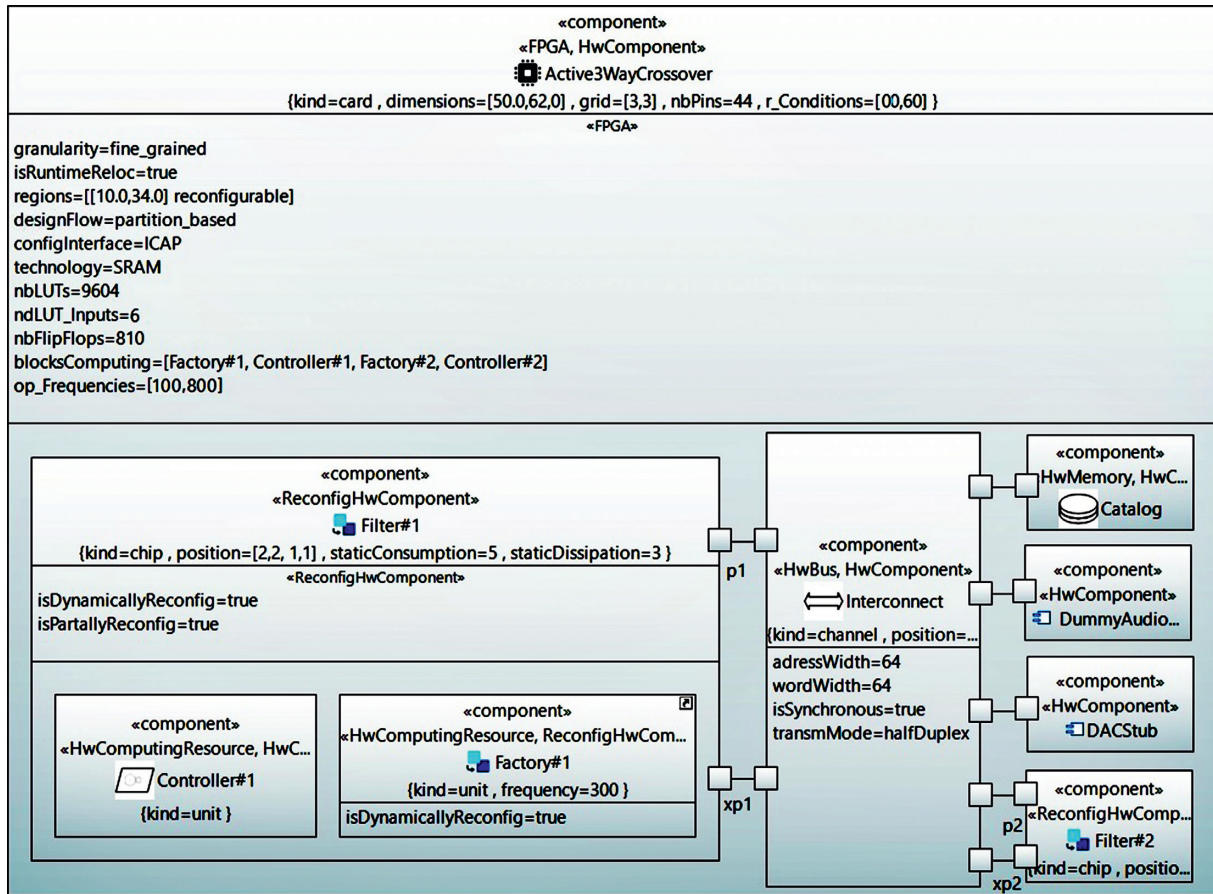 «component»
«FPGA, HwComponent»
Active3WayCrossover
{kind=card , dimensions=[50.0,62,0] , grid=[3,3] , nbPins=44 , r_Conditions=[00,60] }
«FPGA»
granularity=fine_grained
isRuntimeReloc=true
regions=[[10.0,34.0] reconfigurable]
designFlow=partition_based
configInterface=ICAP
technology=SRAM
nbLUTs=9604
ndLUT_Inputs=6
nbFlipFlops=810
blocksComputing=[Factory#1, Controller#1, Factory#2, Controller#2]
op_Frequencies=[100,800]
«component»
«ReconfigHwComponent»
Filter#1
{kind=chip , position=[2,2, 1,1] , staticConsumption=5 , staticDissipation=3 }
«ReconfigHwComponent»
isDynamicallyReconfig=true
isPartallyReconfig=true
«component»
«HwComputingResource, HwC...
Controller#1
{kind=unit }
«component»
«HwComputingResource, ReconfigHwCom...
Factory#1
{kind=unit , frequency=300 }
isDynamicallyReconfig=true
p1
xp1
«component»
«HwBus, HwComponent»
Interconnect
{kind=channel , position=...
adressWidth=64
wordWidth=64
isSynchronous=true
transmMode=halfDuplex
«component»
«HwMemory, HwC...
Catalog
«component»
«HwComponent»
DummyAudio...
«component»
«HwComponent»
DACStub
p2
xp2
«component»
«ReconfigHwComp...
Filter#2
{kind=chip , positio...